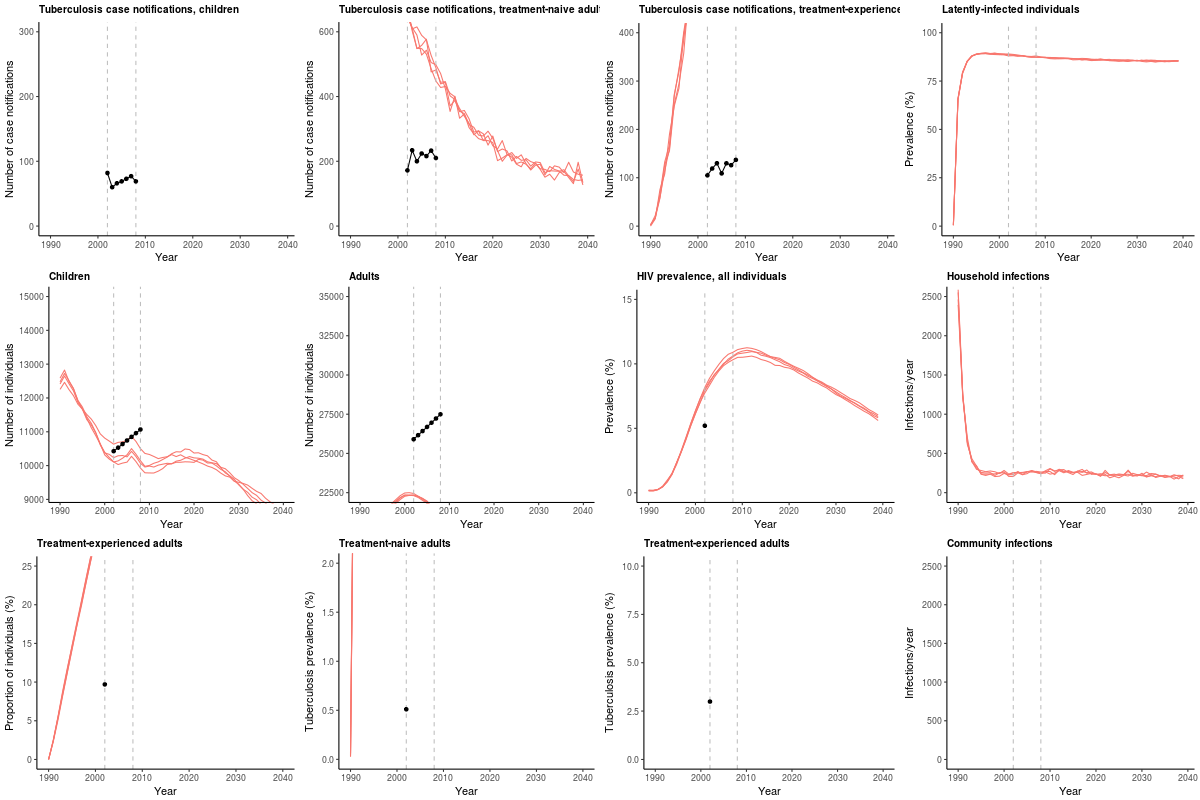 Tuberculosis case notifications, children
Number of case notifications
300
200
100
0
1990 2000 2010 2020 2030 2040
Year
Tuberculosis case notifications, treatment-naive adul
Number of case notifications
600
400
200
0
1990 2000 2010 2020 2030 2040
Year
Tuberculosis case notifications, treatment-experience
Number of case notifications
400
300
200
100
0
1990 2000 2010 2020 2030 2040
Year
Latently-infected individuals
Prevalence (%)
100
75
50
25
0
1990 2000 2010 2020 2030 2040
Year
Children
Number of individuals
15000
14000
13000
12000
11000
10000
9000
1990 2000 2010 2020 2030 2040
Year
Adults
Number of individuals
35000
32500
30000
27500
25000
22500
1990 2000 2010 2020 2030 2040
Year
HIV prevalence, all individuals
Prevalence (%)
15
10
5
0
1990 2000 2010 2020 2030 2040
Year
Household infections
Infections/year
2500
2000
1500
1000
500
0
1990 2000 2010 2020 2030 2040
Year
Treatment-experienced adults
Proportion of individuals (%)
25
20
15
10
5
0
1990 2000 2010 2020 2030 2040
Year
Treatment-naive adults
Tuberculosis prevalence (%)
2.0
1.5
1.0
0.5
0.0
1990 2000 2010 2020 2030 2040
Year
Treatment-experienced adults
Tuberculosis prevalence (%)
10.0
7.5
5.0
2.5
0.0
1990 2000 2010 2020 2030 2040
Year
Community infections
Infections/year
2500
2000
1500
1000
500
0
1990 2000 2010 2020 2030 2040
Year